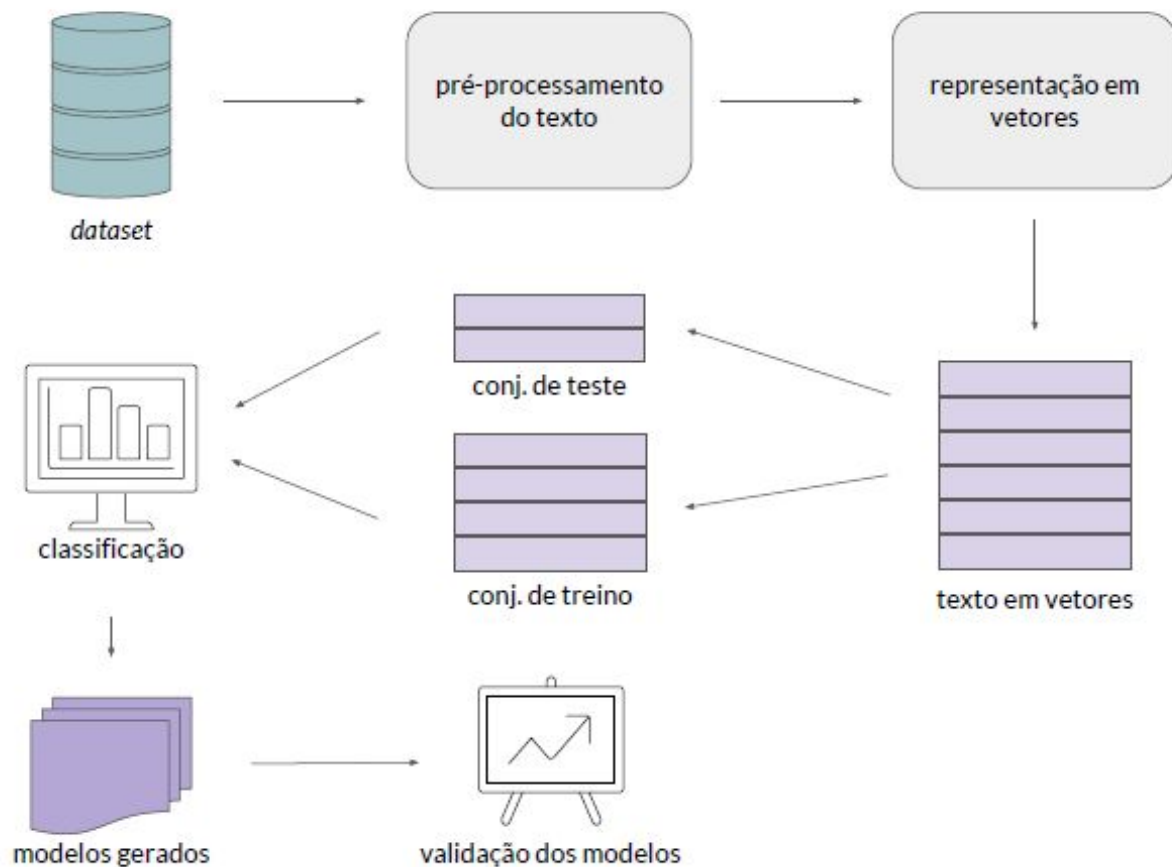 pré-processamento
do texto
representação em
vetores
dataset
conj. de teste
classificação
conj. de treino
texto em vetores
modelos gerados
validação dos modelos